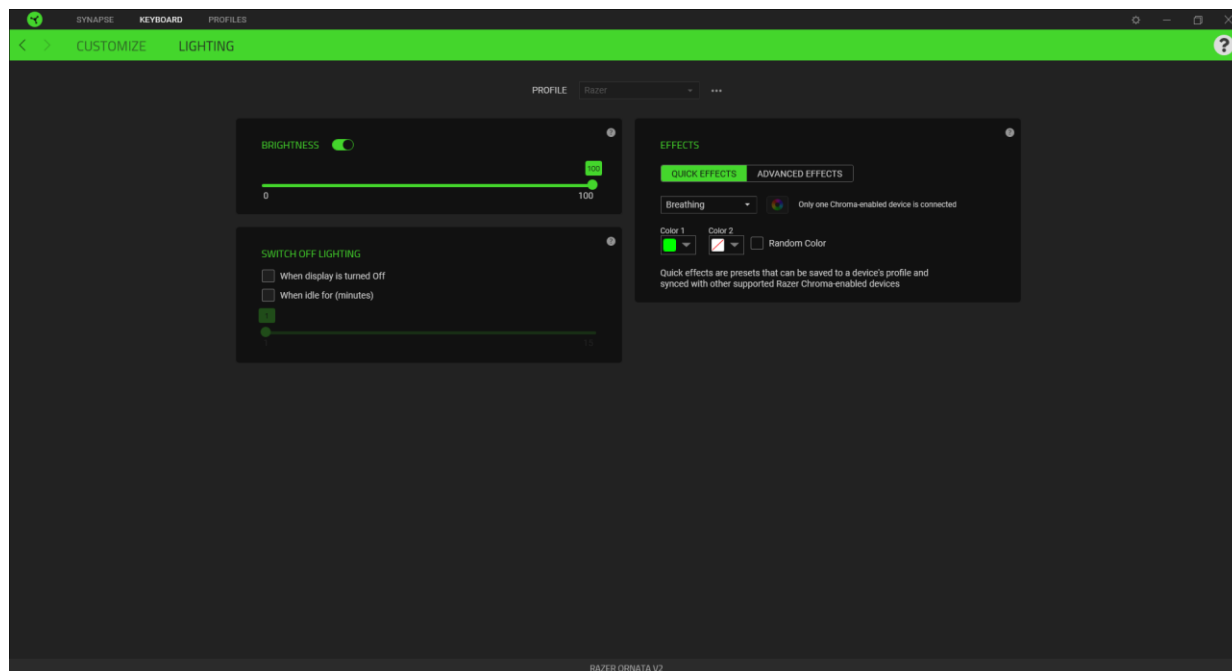 SYNAPSE KEYBOARD PROFILES
CUSTOMIZE LIGHTING
?
PROFILE Razer
BRIGHTNESS
100
0 100
SWITCH OFF LIGHTING
When display is turned Off
When idle for (minutes)
1
EFFECTS
QUICK EFFECTS ADVANCED EFFECTS
Breathing Only one Chroma-enabled device is connected
Color 1 Color 2
Random Color
Quick effects are presets that can be saved to a device's profile and
synced with other supported Razer Chroma-enabled devices
RAZER ORNATA V2